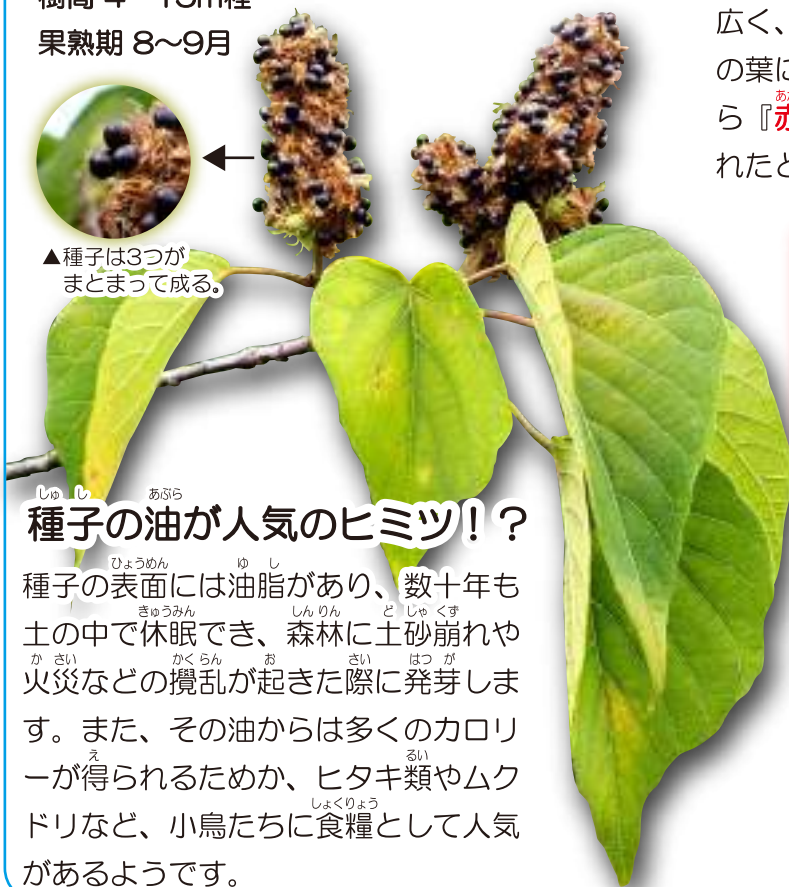 果熟期 8～9月
広く、
の葉に
ら『赤
れたと
▲種子は3つが
まとまって成る。
種子の油が人気のヒミツ！？
種子の表面には油脂があり、数十年も
土の中で休眠でき、森林に土砂崩れや
火災などの攪乱が起きた際に発芽しま
す。また、その油からは多くのカロリ
ーが得られるためか、ヒタキ類やムク
ドリなど、小鳥たちに食糧として人気
があるようです。